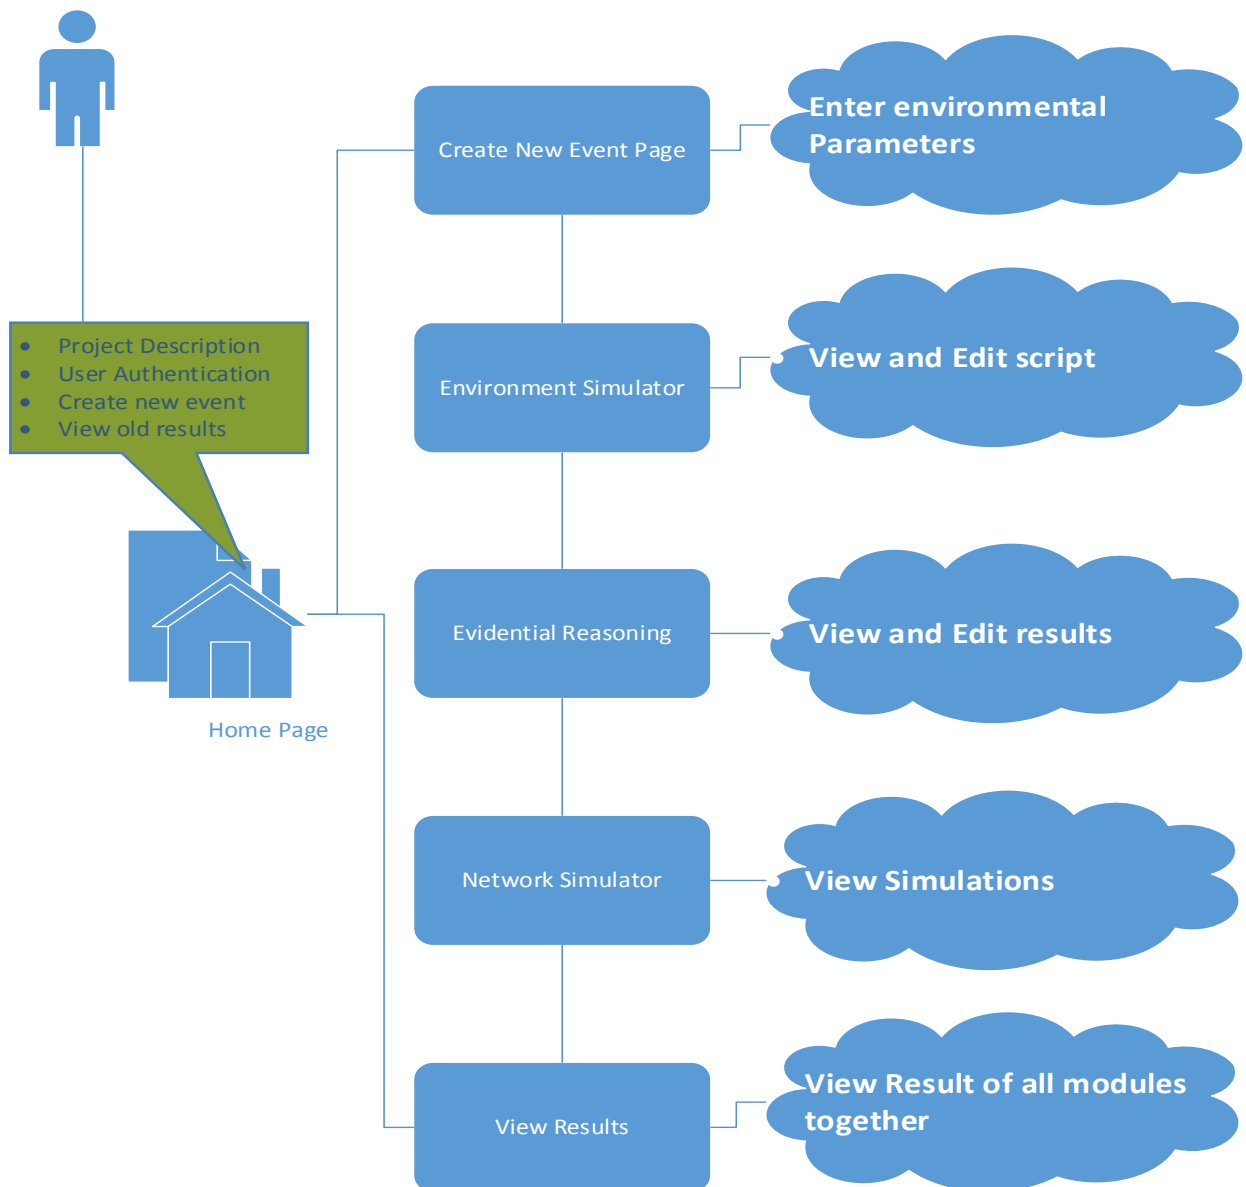 Create New Event Page
Enter environmental
Parameters
• Project Description
• User Authentication
• Create new event
• View old results
Environment Simulator
View and Edit script
Evidential Reasoning
View and Edit results
Home Page
Network Simulator
View Simulations
View Results
View Result of all modules
together